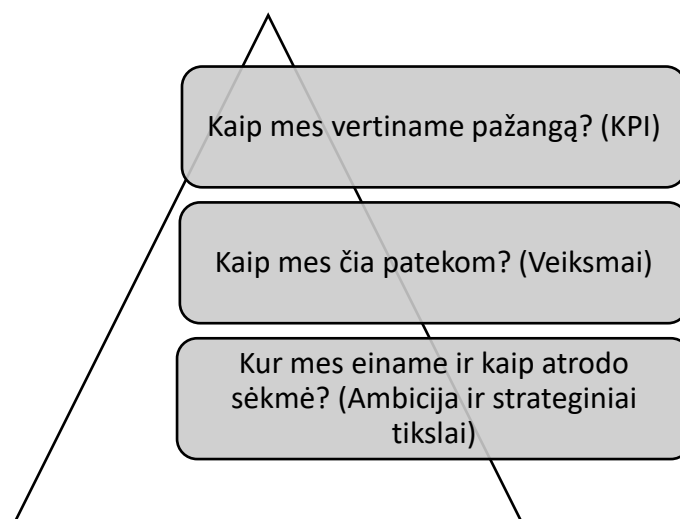 Kaip mes vertiname pažangą? (KPI)
Kaip mes čia patekom? (Veiksmai)
Kur mes einame ir kaip atrodo
sėkmė? (Ambicija ir strateginiai
tikslai)